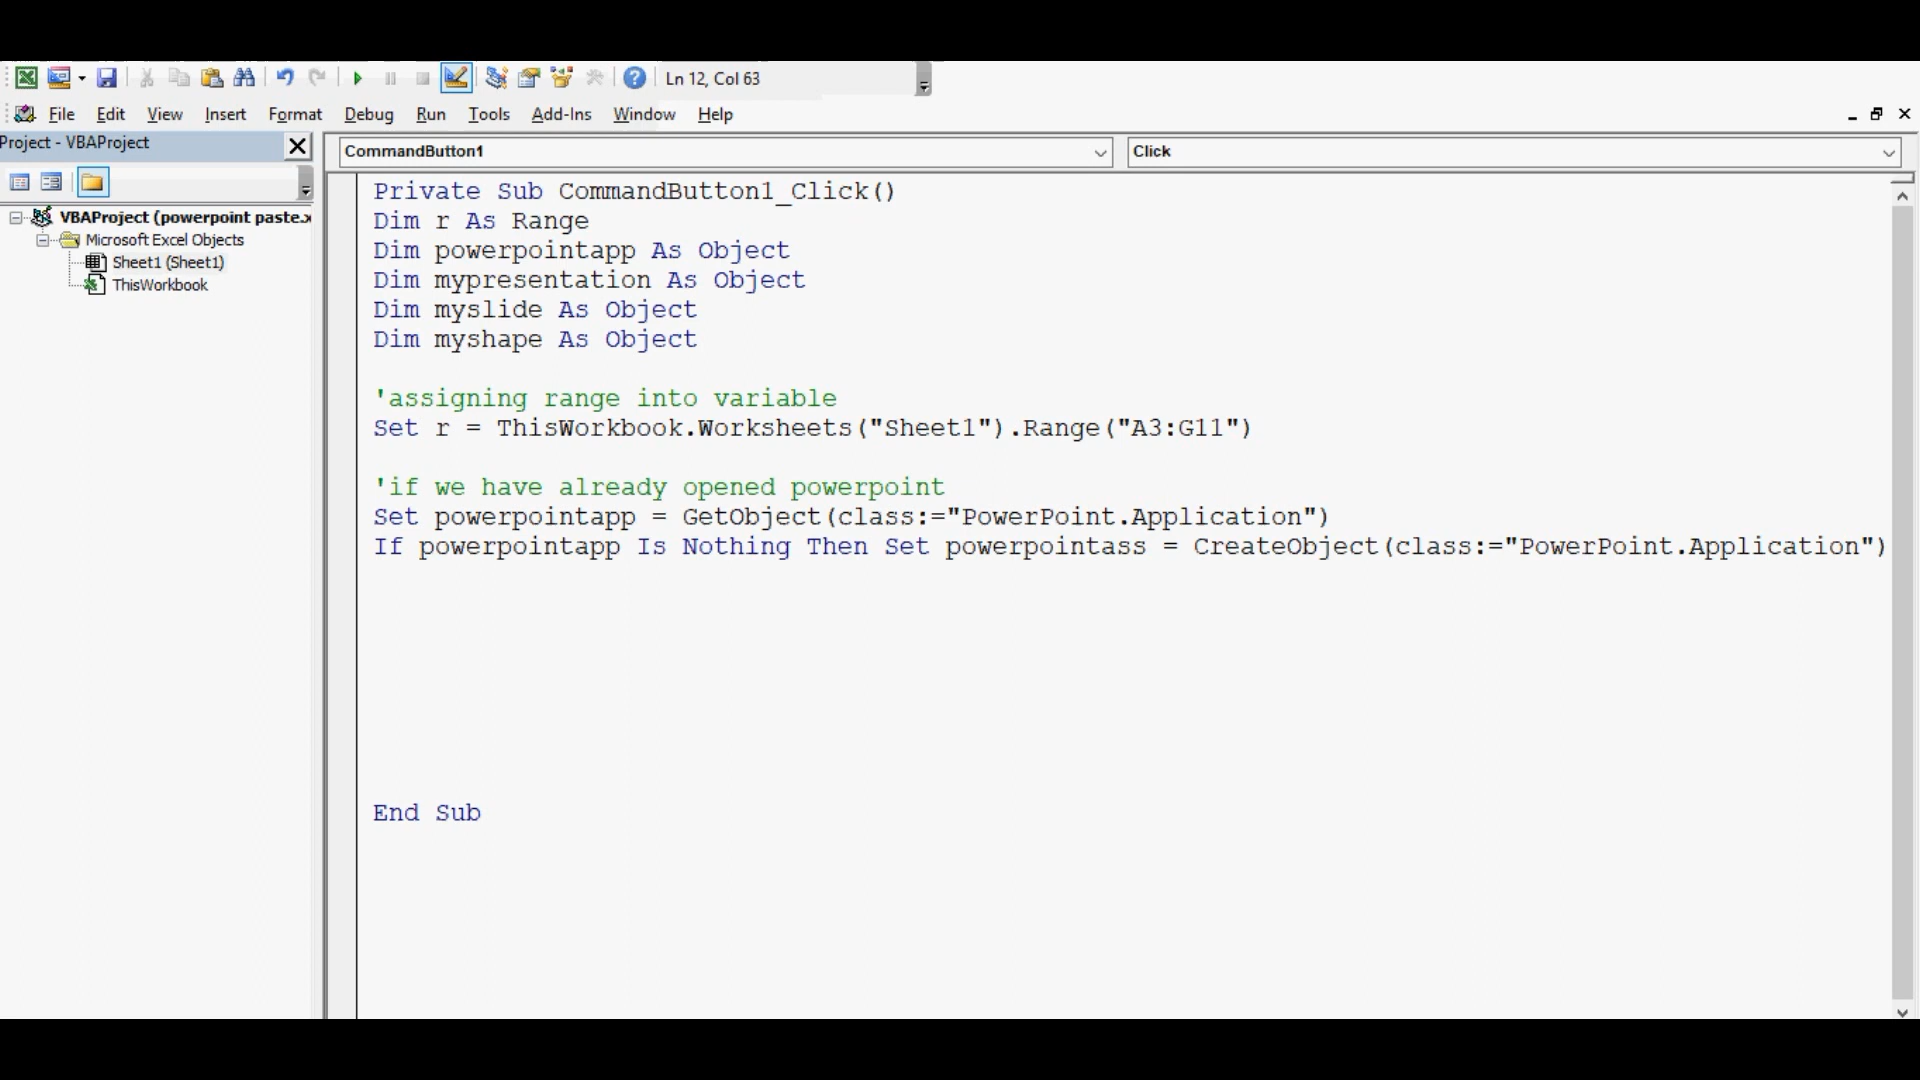 Ln 12, Col 63
File Edit View Insert Format Debug Run Tools Add-Ins Window Help
Project - VBAProject
CommandButton1
Click
VBAProject (powerpoint paste.x
Microsoft Excel Objects
Sheet1 (Sheet1)
ThisWorkbook
Private Sub CommandButton1_Click()
Dim r As Range
Dim powerpointapp As Object
Dim mypresentation As Object
Dim myslide As Object
Dim myshape As Object
'assigning range into variable
Set r = ThisWorkbook.Worksheets("Sheet1").Range("A3:G11")
'if we have already opened powerpoint
Set powerpointapp = GetObject(class:="PowerPoint.Application")
If powerpointapp Is Nothing Then Set powerpointass = CreateObject(class:="PowerPoint.Application")
End Sub